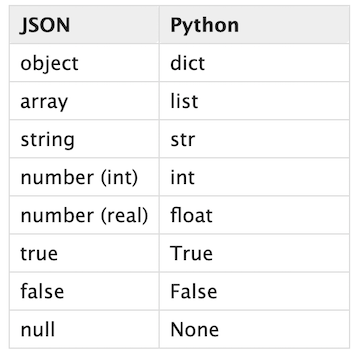 JSON Python
object dict
array list
string str
number (int) int
number (real) float
true True
false False
null None